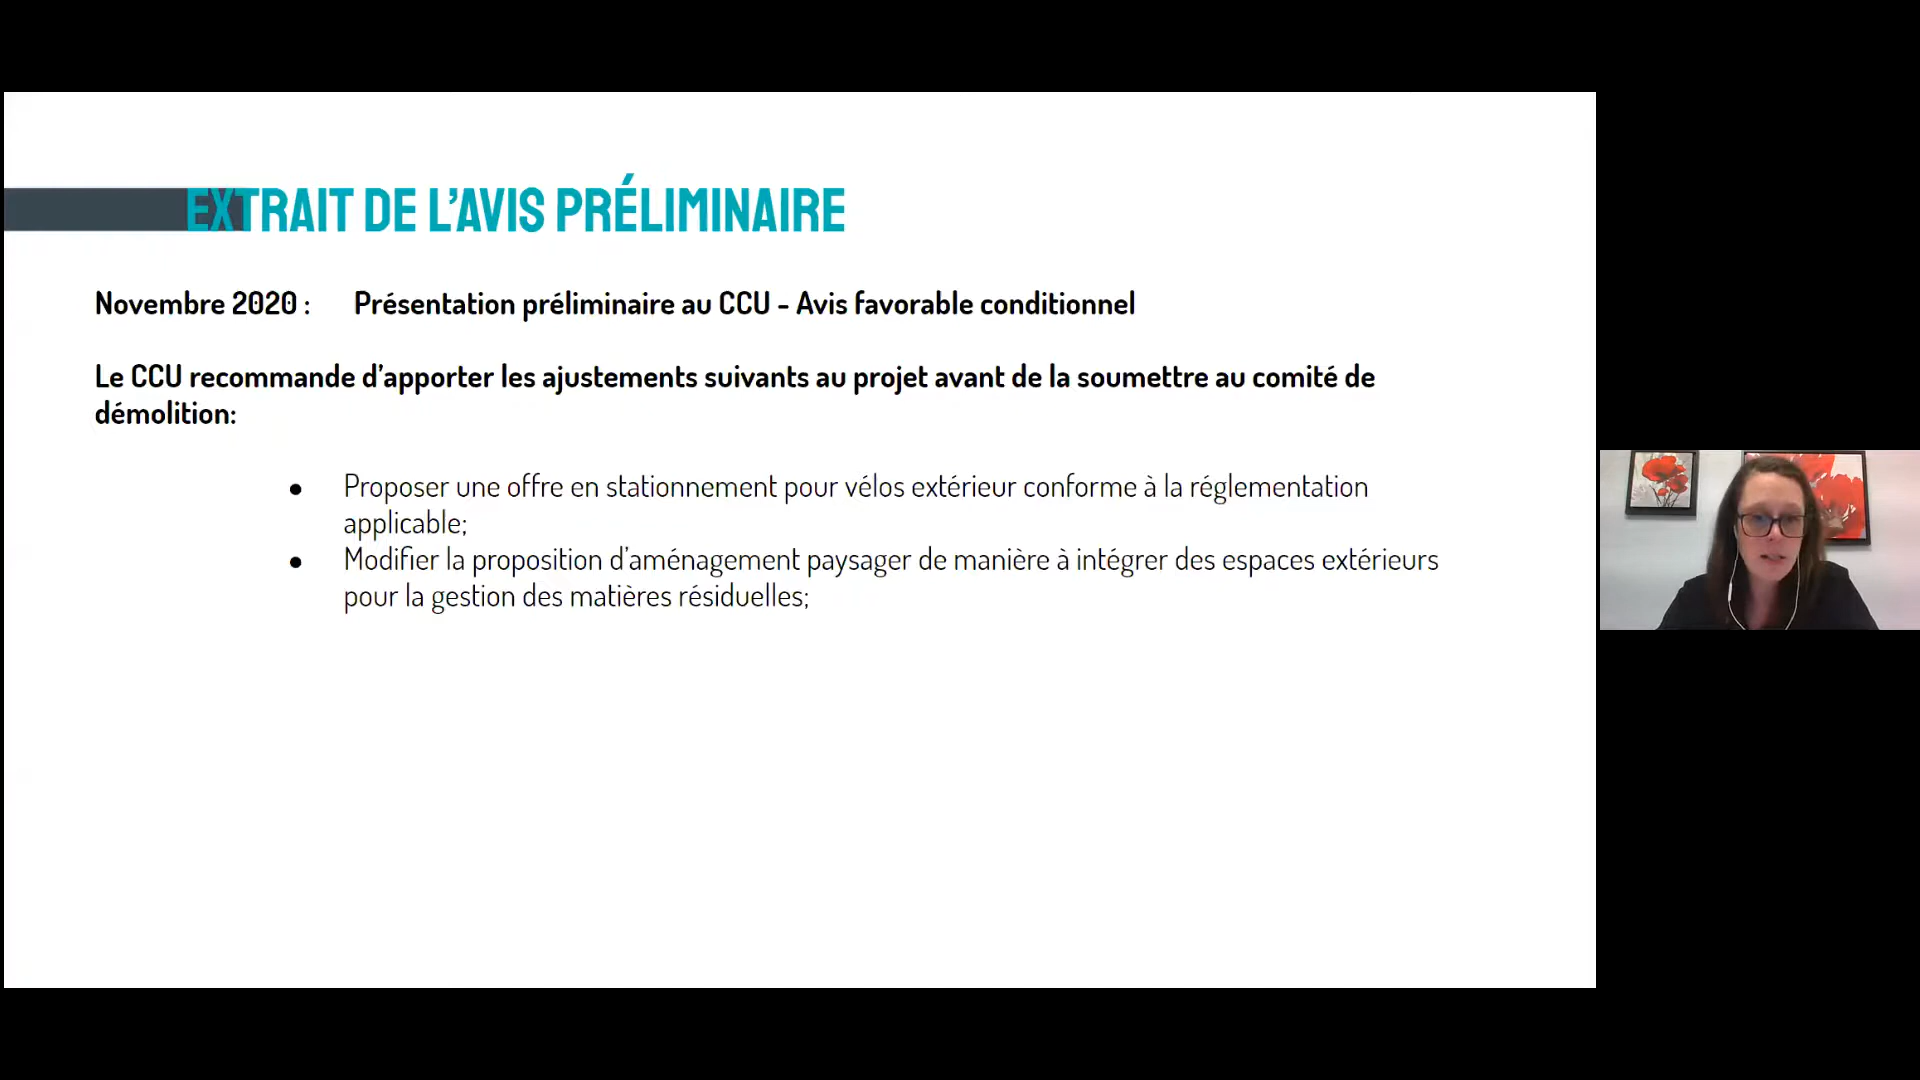 EXTRAIT DE L'AVIS PRÉLIMINAIRE
Novembre 2020 : Présentation préliminaire au CCU - Avis favorable conditionnel
Le CCU recommande d'apporter les ajustements suivants au projet avant de la soumettre au comité de
démolition:
● Proposer une offre en stationnement pour vélos extérieur conforme à la réglementation
applicable;
● Modifier la proposition d'aménagement paysager de manière à intégrer des espaces extérieurs
pour la gestion des matières résiduelles;